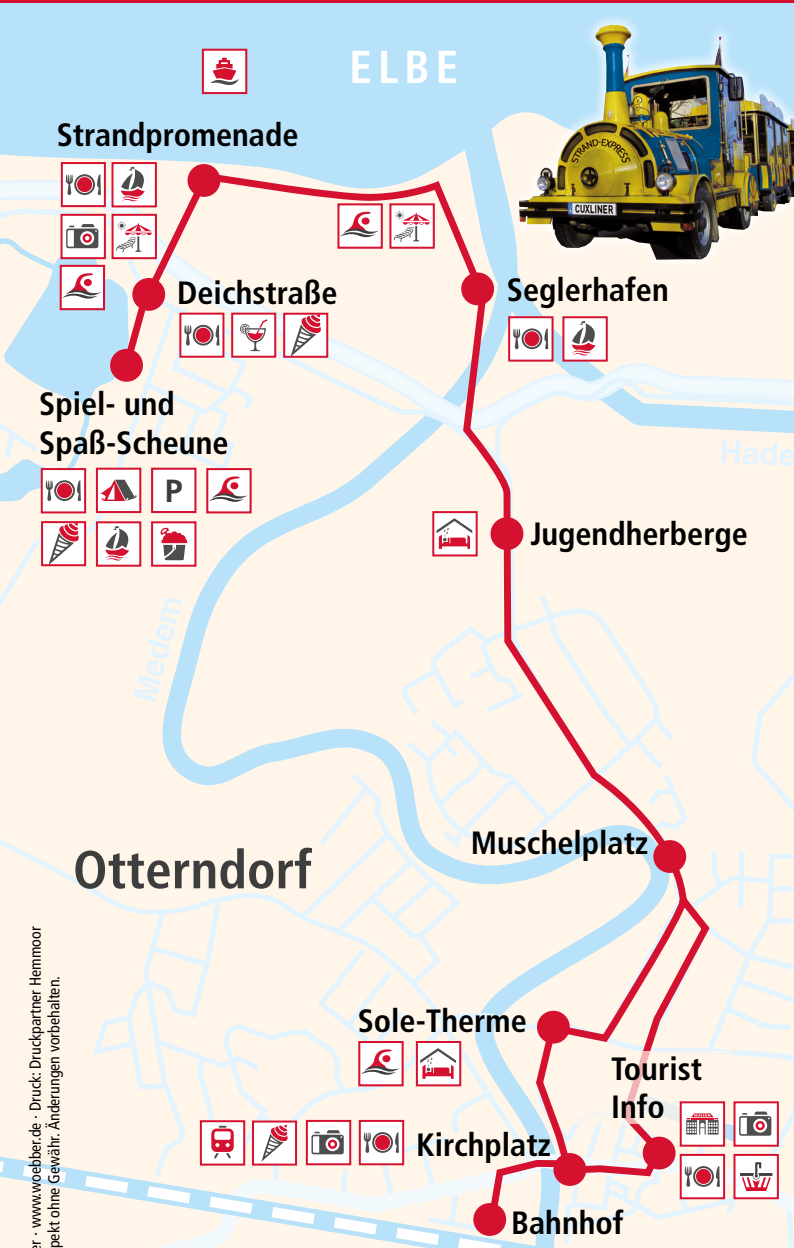 ELBE
STRAND-EXPRESS
CUXLINER
Strandpromenade
Deichstraße
Seglerhafen
Spiel- und
Spaß-Scheune
P
Hade
Jugendherberge
Medem
Muschelplatz
Otterndorf
Sole-Therme
Tourist
Info
Kirchplatz
Bahnhof
er · www.woebber.de · Druck: Druckpartner Hemmoor
pekt ohne Gewähr. Änderungen vorbehalten.